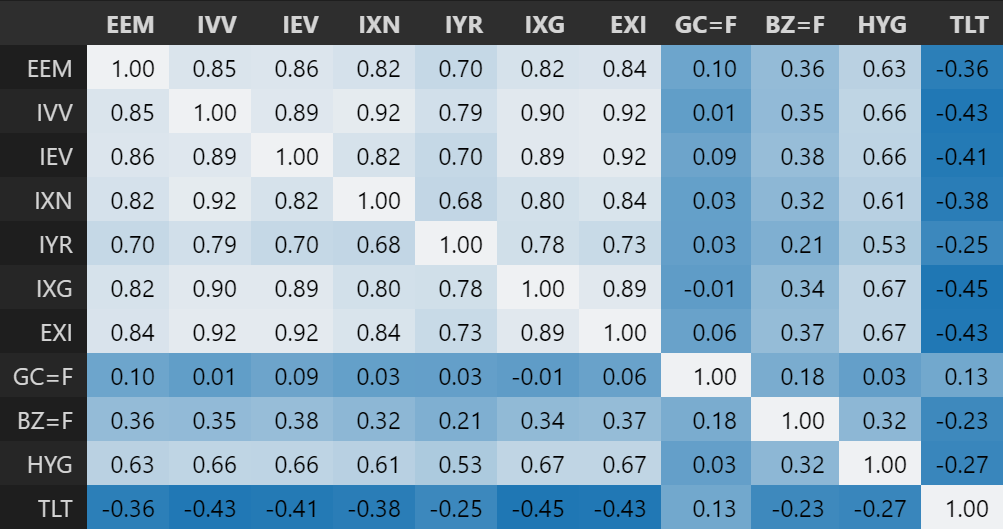 EEM IVV IEV IXN IYR IXG EXI GC=F BZ=F HYG TLT
EEM 1.00 0.85 0.86 0.82 0.70 0.82 0.84 0.10 0.36 0.63 -0.36
IVV 0.85 1.00 0.89 0.92 0.79 0.90 0.92 0.01 0.35 0.66 -0.43
IEV 0.86 0.89 1.00 0.82 0.70 0.89 0.92 0.09 0.38 0.66 -0.41
IXN 0.82 0.92 0.82 1.00 0.68 0.80 0.84 0.03 0.32 0.61 -0.38
IYR 0.70 0.79 0.70 0.68 1.00 0.78 0.73 0.03 0.21 0.53 -0.25
IXG 0.82 0.90 0.89 0.80 0.78 1.00 0.89 -0.01 0.34 0.67 -0.45
EXI 0.84 0.92 0.92 0.84 0.73 0.89 1.00 0.06 0.37 0.67 -0.43
GC=F 0.10 0.01 0.09 0.03 0.03 -0.01 0.06 1.00 0.18 0.03 0.13
BZ=F 0.36 0.35 0.38 0.32 0.21 0.34 0.37 0.18 1.00 0.32 -0.23
HYG 0.63 0.66 0.66 0.61 0.53 0.67 0.67 0.03 0.32 1.00 -0.27
TLT -0.36 -0.43 -0.41 -0.38 -0.25 -0.45 -0.43 0.13 -0.23 -0.27 1.00